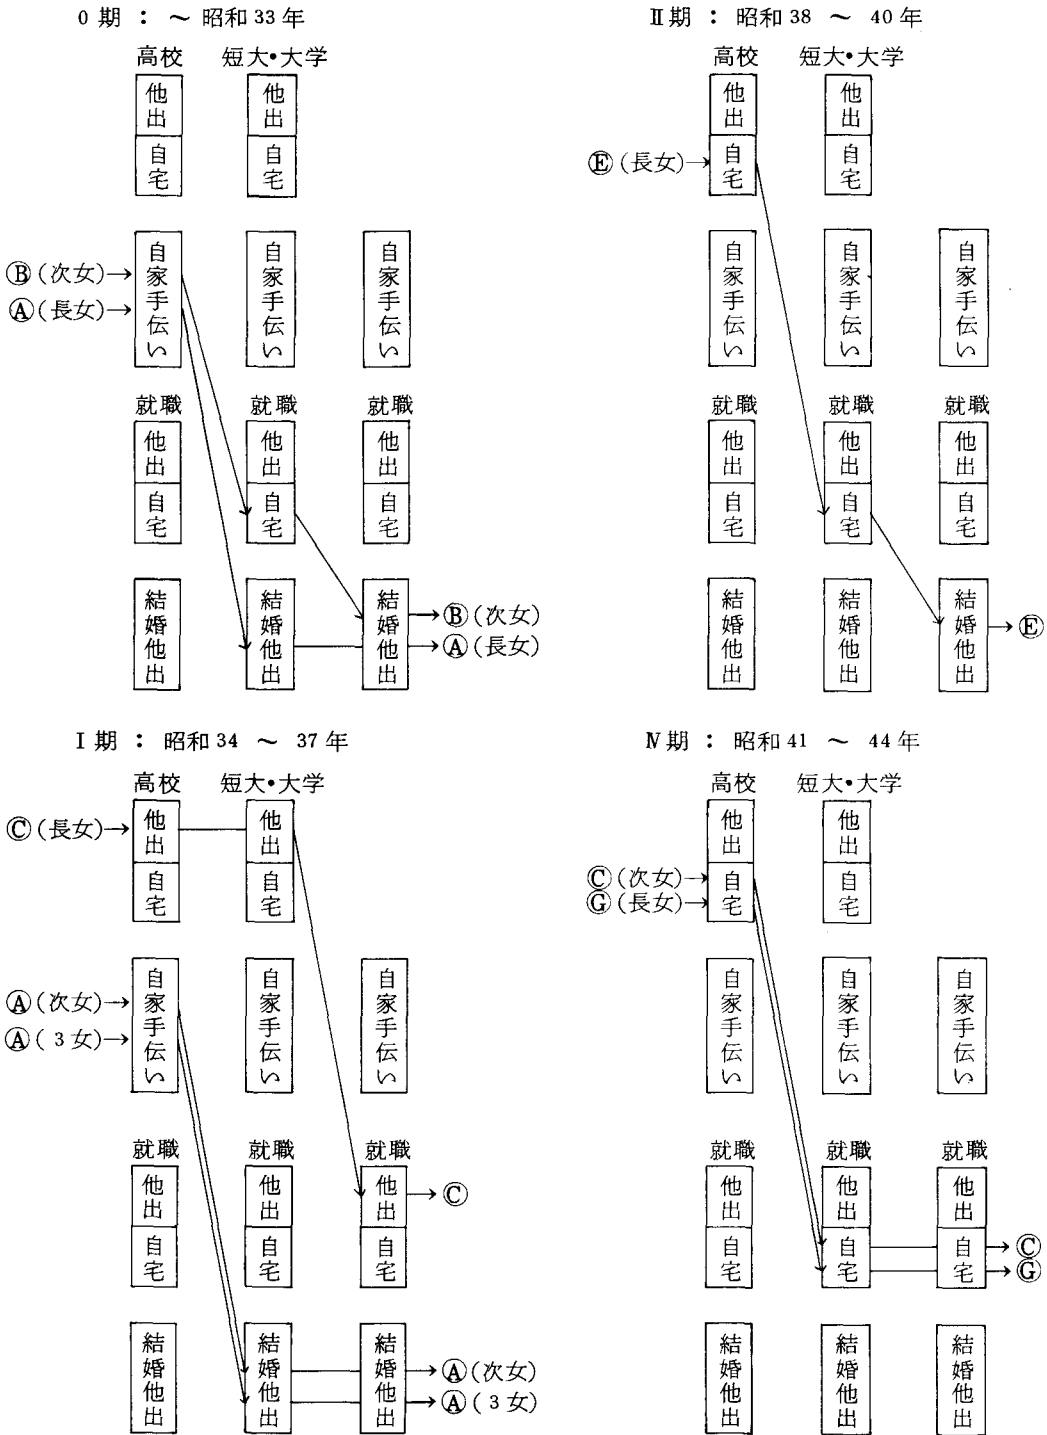 0 期 : ~ 昭和 33 年
高校 短大・大学
他出 他出
自宅 自宅
Ⓑ (次女)→
Ⓐ (長女)→
自家手伝い 自家手伝い 自家手伝い
就職 就職 就職
他出 他出 他出
自宅 自宅 自宅
結婚他出 結婚他出 結婚他出
→Ⓑ (次女)
→Ⓐ (長女)
Ⅱ期 : 昭和 38 ~ 40 年
高校 短大・大学
他出 他出
Ⓔ (長女)→ 自宅 自宅
自家手伝い 自家手伝い 自家手伝い
就職 就職 就職
他出 他出 他出
自宅 自宅 自宅
結婚他出 結婚他出 結婚他出 →Ⓔ
Ⅰ期 : 昭和 34 ~ 37 年
高校 短大・大学
Ⓒ (長女)→ 他出 他出
自宅 自宅
Ⓐ (次女)→
Ⓐ ( 3 女)→
自家手伝い 自家手伝い 自家手伝い
就職 就職 就職
他出 他出 他出 →Ⓒ
自宅 自宅 自宅
結婚他出 結婚他出 結婚他出
→Ⓐ (次女)
→Ⓐ ( 3 女)
Ⅳ期 : 昭和 41 ~ 44 年
高校 短大・大学
他出 他出
Ⓒ (次女)→
Ⓖ (長女)→
自宅 自宅
自家手伝い 自家手伝い 自家手伝い
就職 就職 就職
他出 他出 他出
自宅 自宅 自宅
→Ⓒ
→Ⓖ
結婚他出 結婚他出 結婚他出